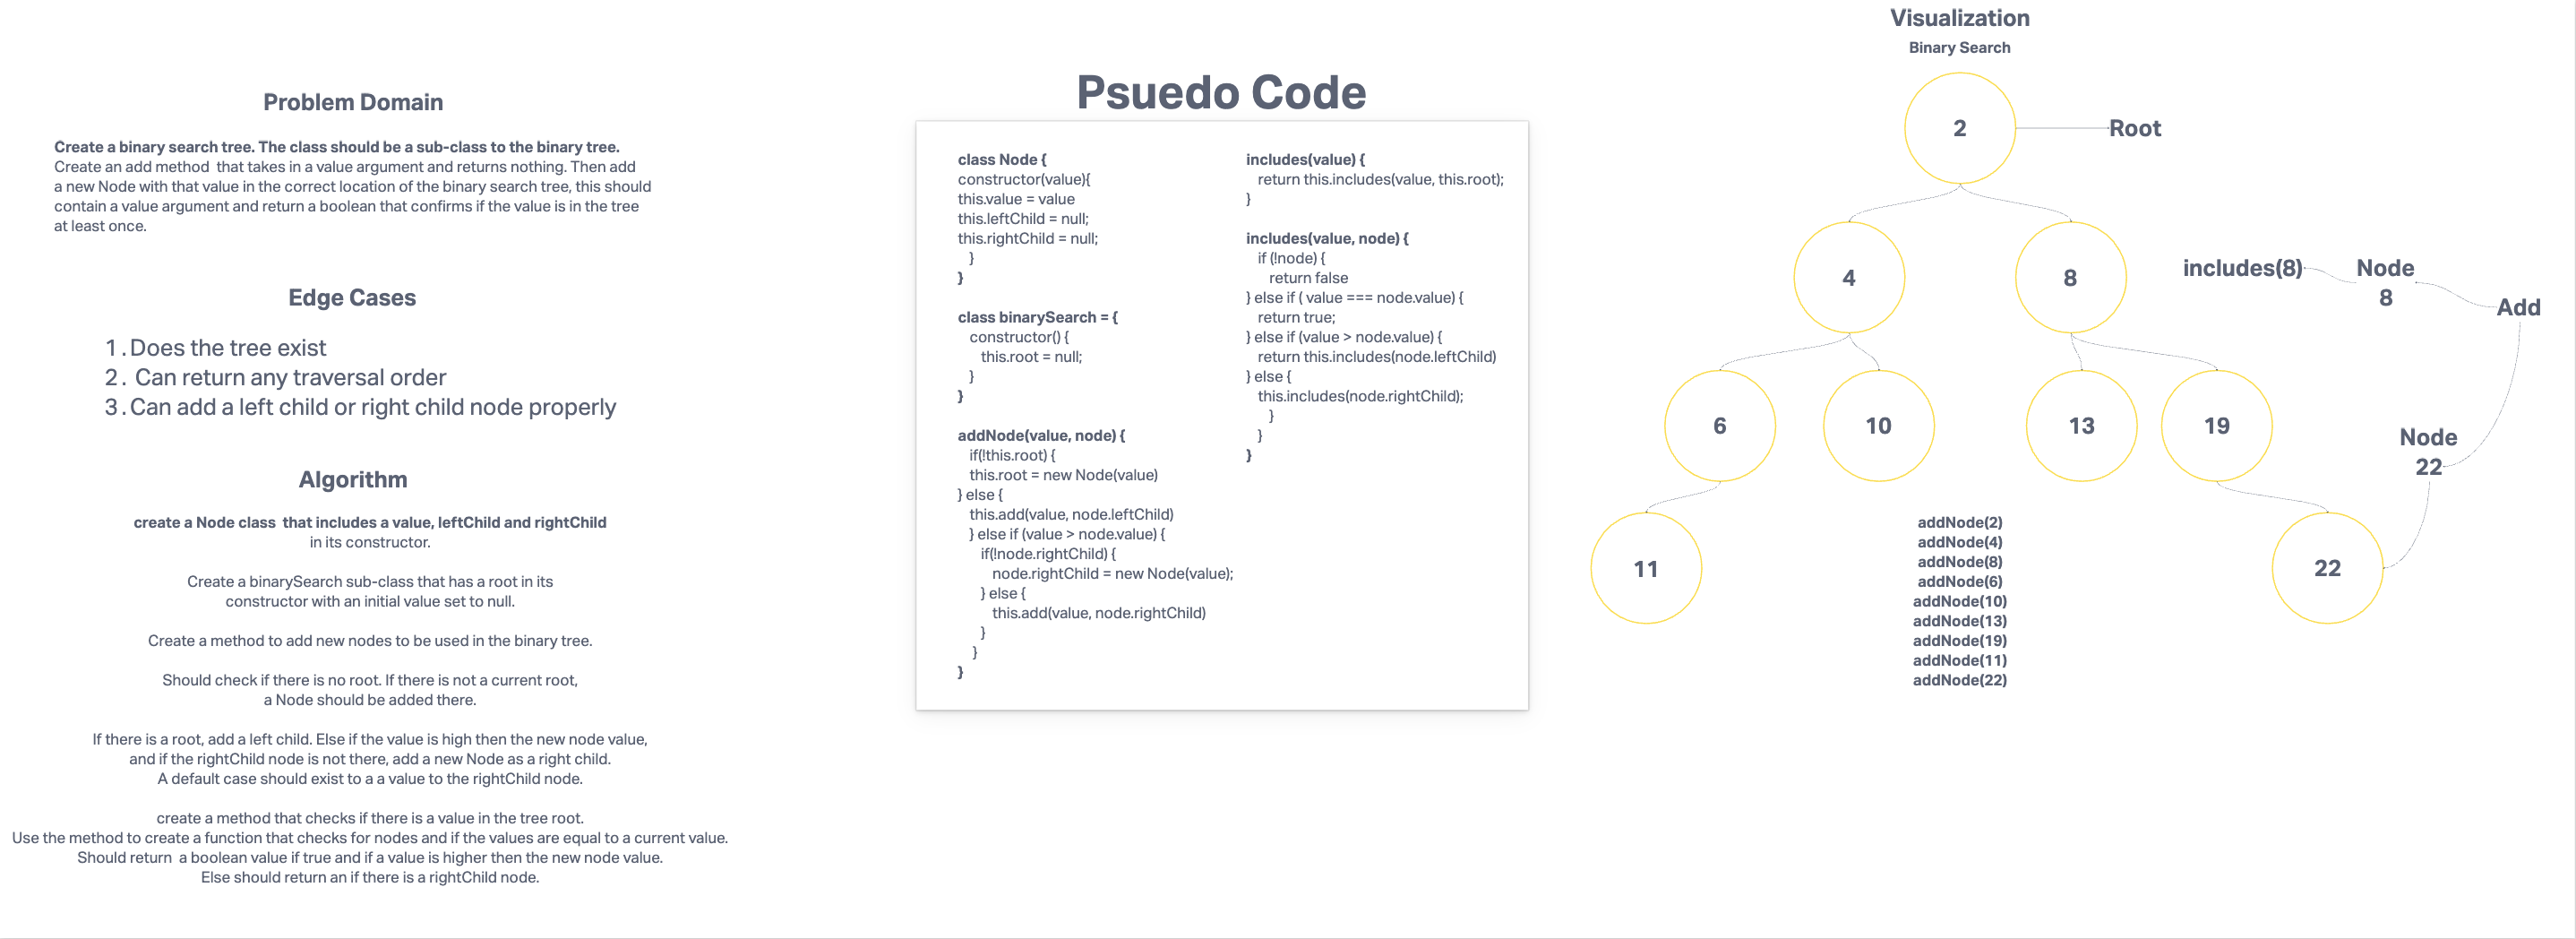 Problem Domain
Create a binary search tree. The class should be a sub-class to the binary tree.
Create an add method  that takes in a value argument and returns nothing. Then add
a new Node with that value in the correct location of the binary search tree, this should
contain a value argument and return a boolean that confirms if the value is in the tree
at least once.
Edge Cases
1. Does the tree exist
2. Can return any traversal order
3. Can add a left child or right child node properly
Algorithm
create a Node class  that includes a value, leftChild and rightChild
in its constructor.
Create a binarySearch sub-class that has a root in its
constructor with an initial value set to null.
Create a method to add new nodes to be used in the binary tree.
Should check if there is no root. If there is not a current root,
a Node should be added there.
If there is a root, add a left child. Else if the value is high then the new node value,
and if the rightChild node is not there, add a new Node as a right child.
A default case should exist to a a value to the rightChild node.
create a method that checks if there is a value in the tree root.
Use the method to create a function that checks for nodes and if the values are equal to a current value.
Should return  a boolean value if true and if a value is higher then the new node value.
Else should return an if there is a rightChild node.
Psuedo Code
class Node {
constructor(value){
this.value = value
this.leftChild = null;
this.rightChild = null;
}
}
class binarySearch = {
constructor() {
this.root = null;
}
}
addNode(value, node) {
if(!this.root) {
this.root = new Node(value)
} else {
this.add(value, node.leftChild)
} else if (value > node.value) {
if(!node.rightChild) {
node.rightChild = new Node(value);
} else {
this.add(value, node.rightChild)
}
}
}
includes(value) {
return this.includes(value, this.root);
}
includes(value, node) {
if (!node) {
return false
} else if ( value === node.value) {
return true;
} else if (value > node.value) {
return this.includes(node.leftChild)
} else {
this.includes(node.rightChild);
}
}
}
Visualization
Binary Search
2
Root
4
8
includes(8)
Node
8
Add
6
10
13
19
Node
22
11
22
addNode(2)
addNode(4)
addNode(8)
addNode(6)
addNode(10)
addNode(13)
addNode(19)
addNode(11)
addNode(22)